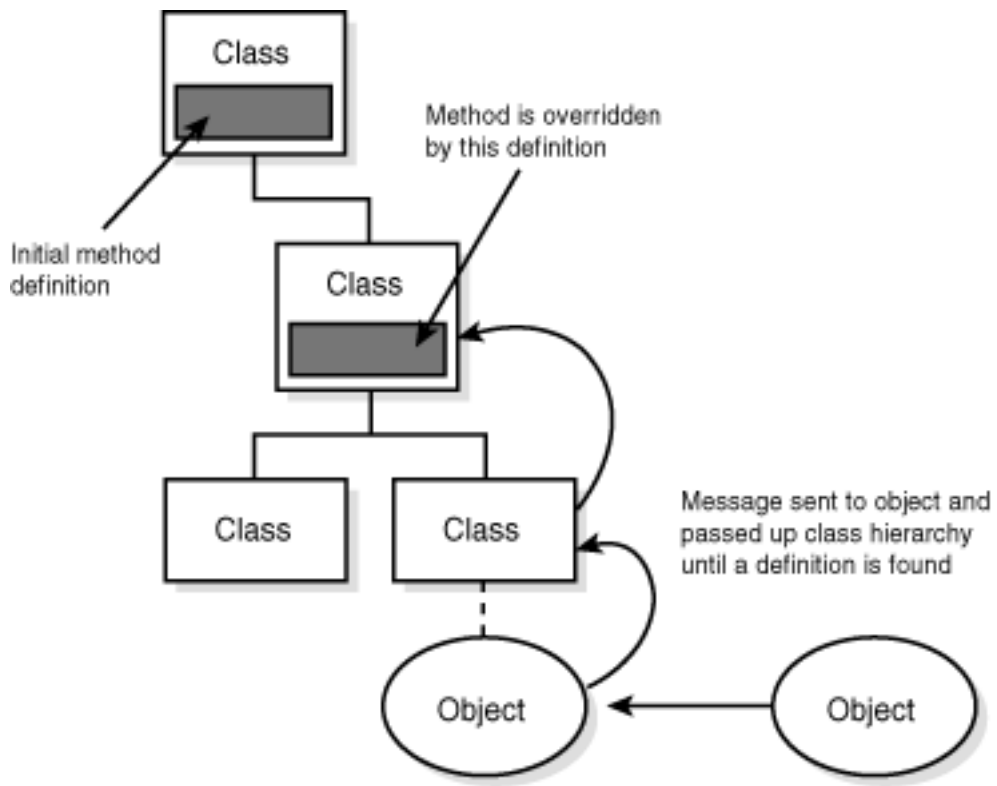 Class
Method is overridden
by this definition
Initial method
definition
Class
Class
Class
Message sent to object and
passed up class hierarchy
until a definition is found
Object
Object